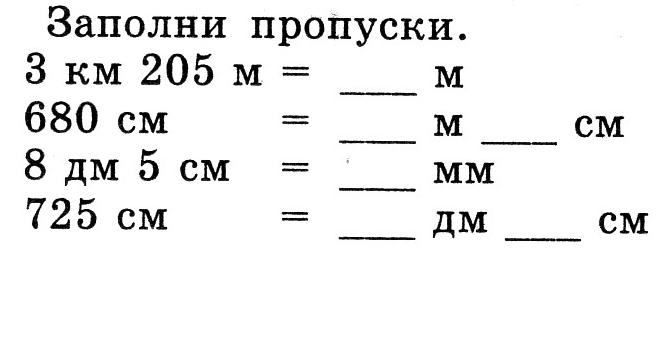 Заполни пропуски.
3 км 205 м = ____ м
680 см = ____ м ____ см
8 дм 5 см = ____ мм
725 см = ____ дм ____ см